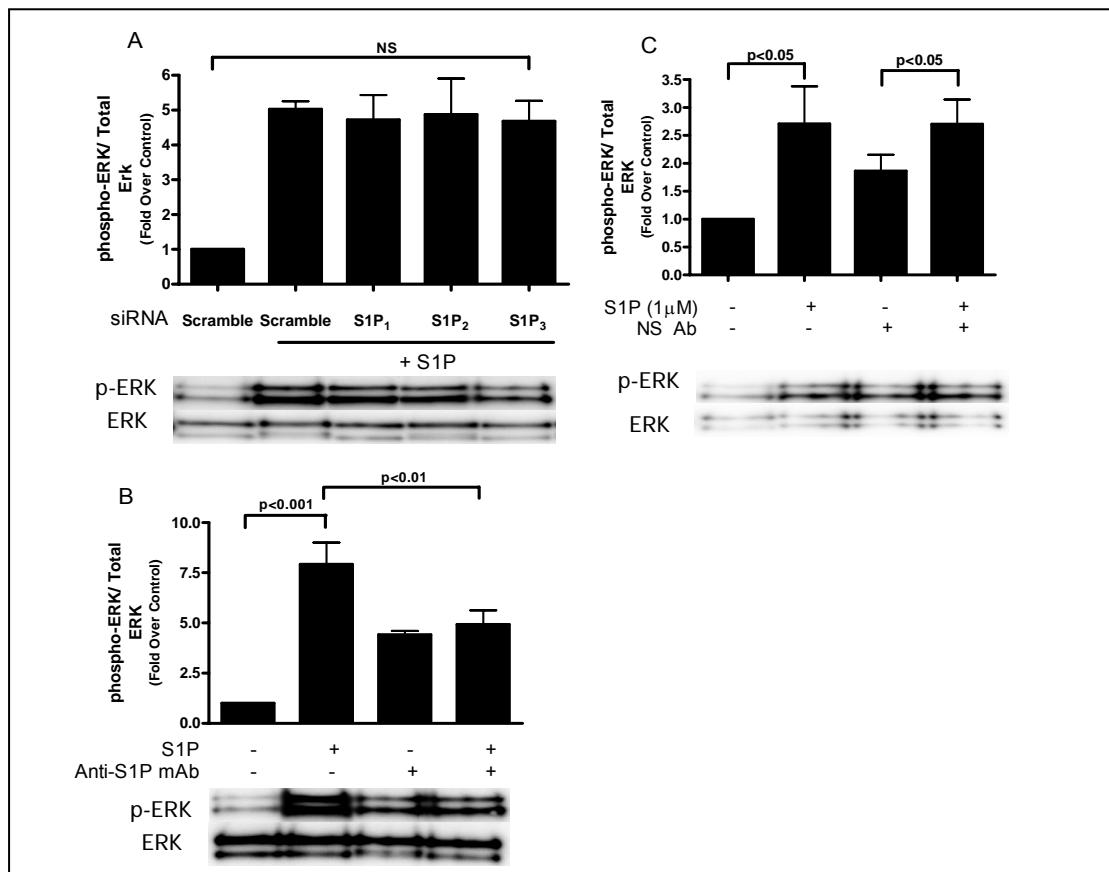 A
NS
phospho-ERK/ Total
Erk
(Fold Over Control)
6
5
4
3
2
1
0
siRNA Scramble Scramble S1P₁ S1P₂ S1P₃
+ S1P
p-ERK
ERK
B
p<0.001
p<0.01
phospho-ERK/ Total
ERK
(Fold Over Control)
10.0
7.5
5.0
2.5
0.0
S1P - + - +
Anti-S1P mAb - - + +
p-ERK
ERK
C
p<0.05
p<0.05
phospho-ERK/ Total
ERK
(Fold Over Control)
3.5
3.0
2.5
2.0
1.5
1.0
0.5
0.0
S1P (1µM) - + - +
NS Ab - - + +
p-ERK
ERK